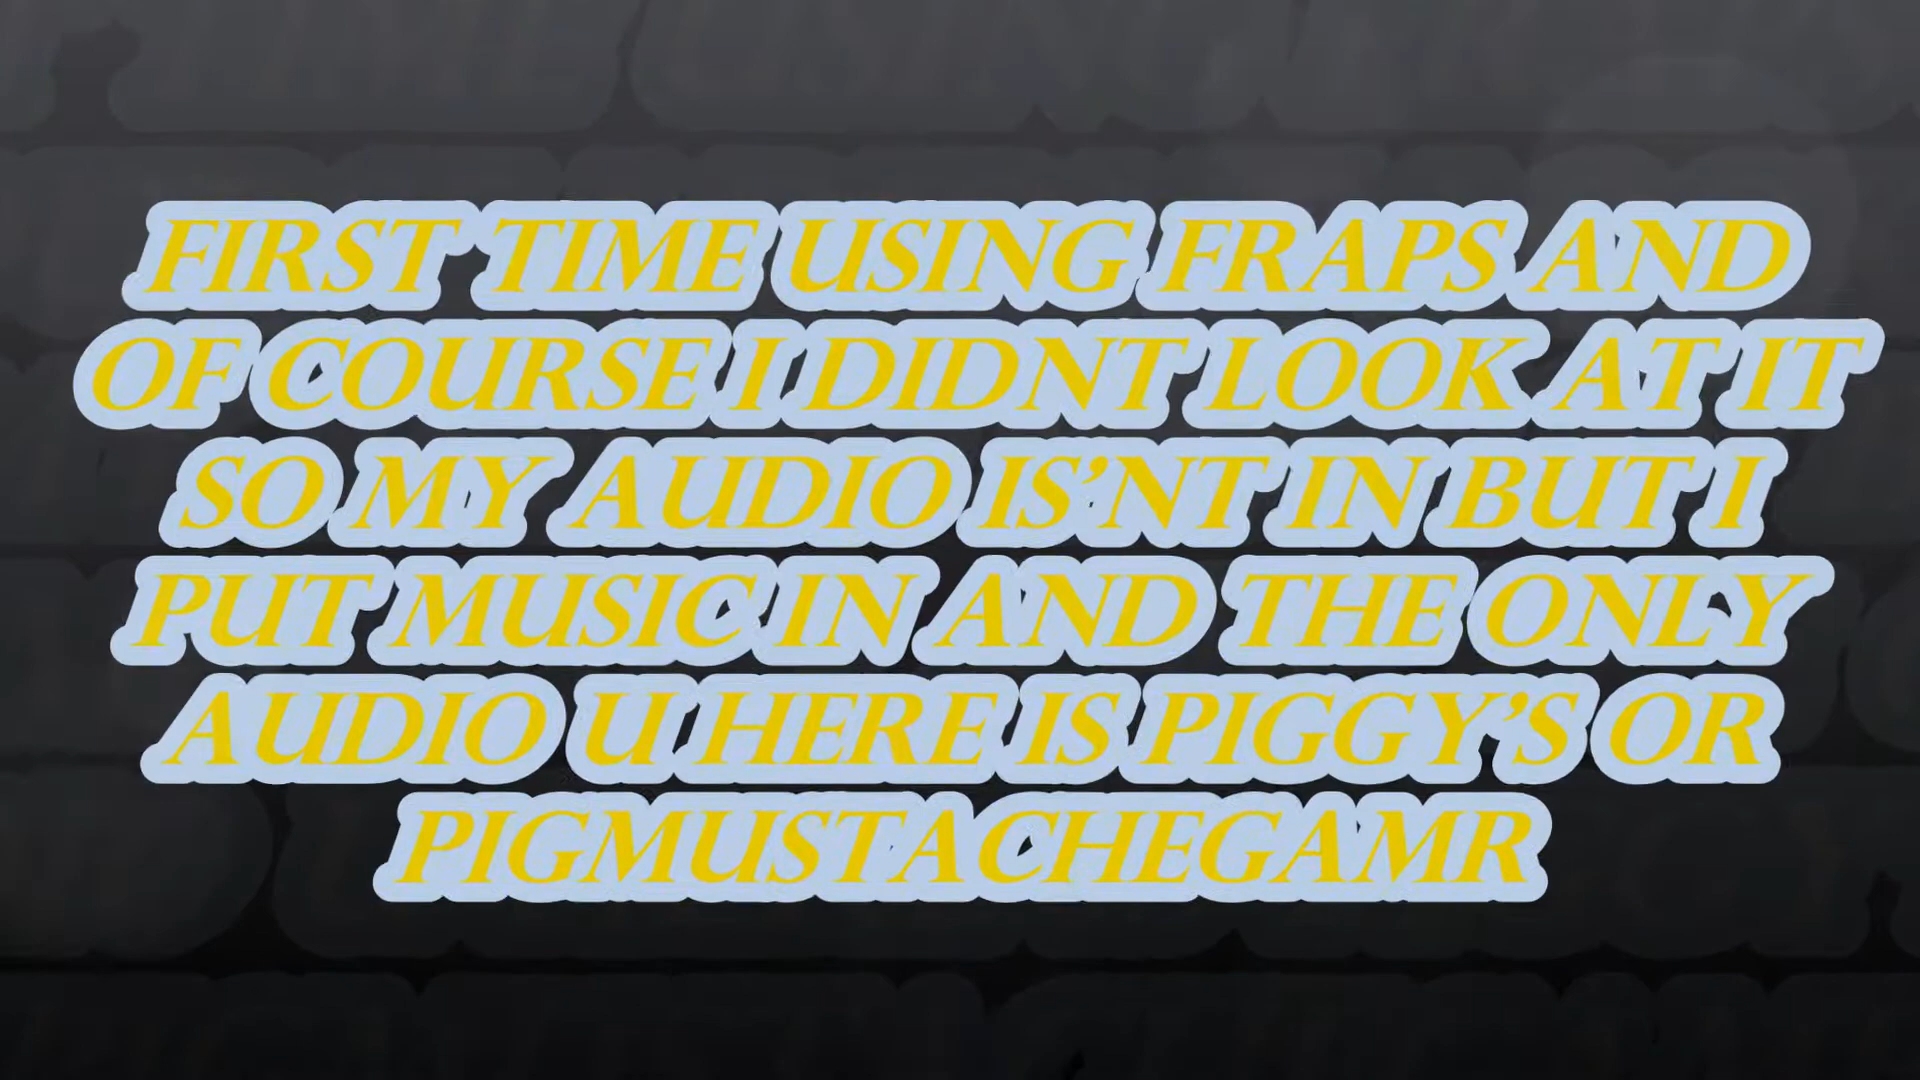 FIRST TIME USING FRAPS AND
OF COURSE I DIDNT LOOK AT IT
SO MY AUDIO IS'NT IN BUT I
PUT MUSIC IN AND THE ONLY
AUDIO U HERE IS PIGGY'S OR
PIGMUSTACHEGAMR